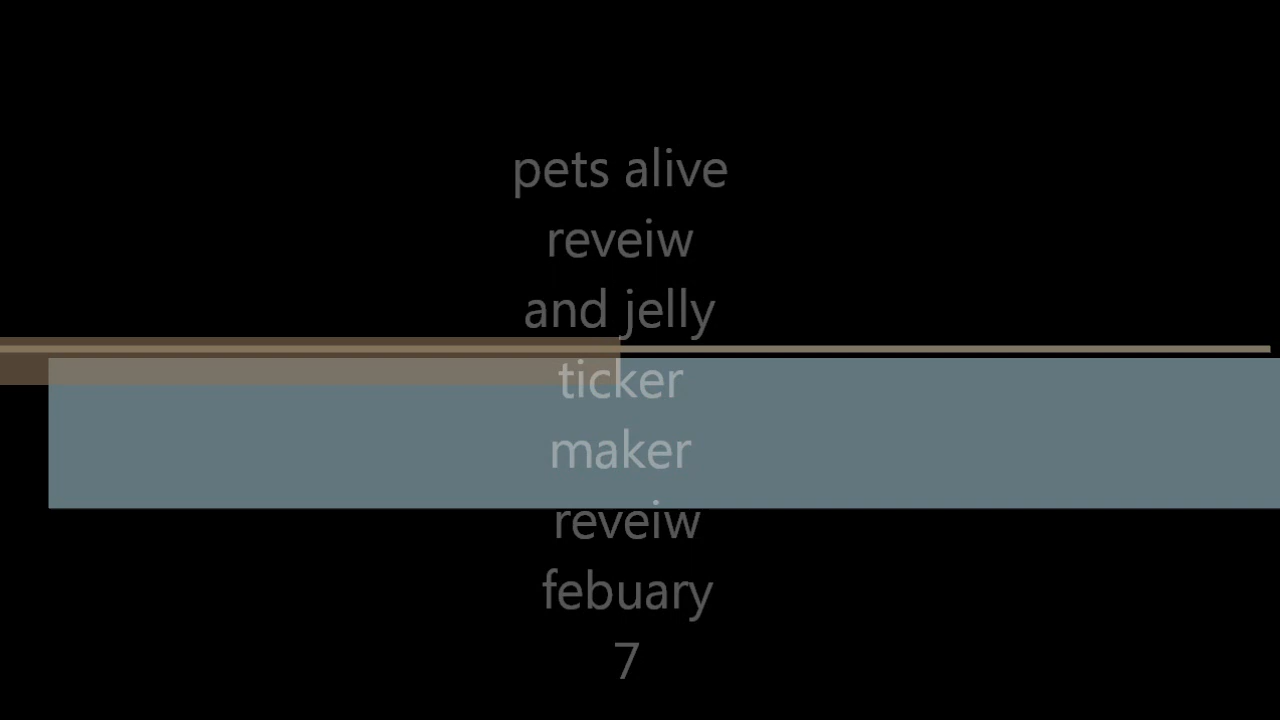 pets alive
reveiw
and jelly
ticker
maker
reveiw
febuary
7